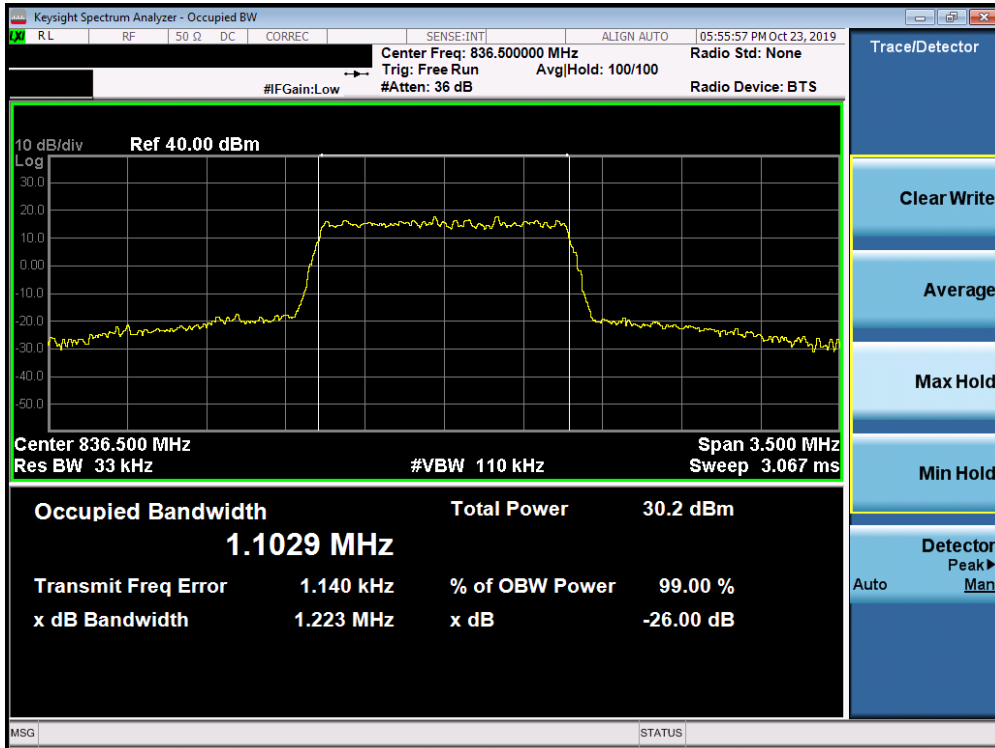 Keysight Spectrum Analyzer - Occupied BW
LXI RL RF 50 Ω DC CORREC SENSE:INT ALIGN AUTO 05:55:57 PM Oct 23, 2019
Center Freq: 836.500000 MHz Radio Std: None
Trig: Free Run Avg|Hold: 100/100
#IFGain:Low #Atten: 36 dB Radio Device: BTS
10 dB/div Ref 40.00 dBm
Log
30.0
20.0
10.0
0.00
-10.0
-20.0
-30.0
-40.0
-50.0
Center 836.500 MHz Span 3.500 MHz
Res BW 33 kHz #VBW 110 kHz Sweep 3.067 ms
Occupied Bandwidth Total Power 30.2 dBm
1.1029 MHz
Transmit Freq Error 1.140 kHz % of OBW Power 99.00 %
x dB Bandwidth 1.223 MHz x dB -26.00 dB
MSG STATUS
Trace/Detector
Clear Write
Average
Max Hold
Min Hold
Detector
Peak▶
Auto Man